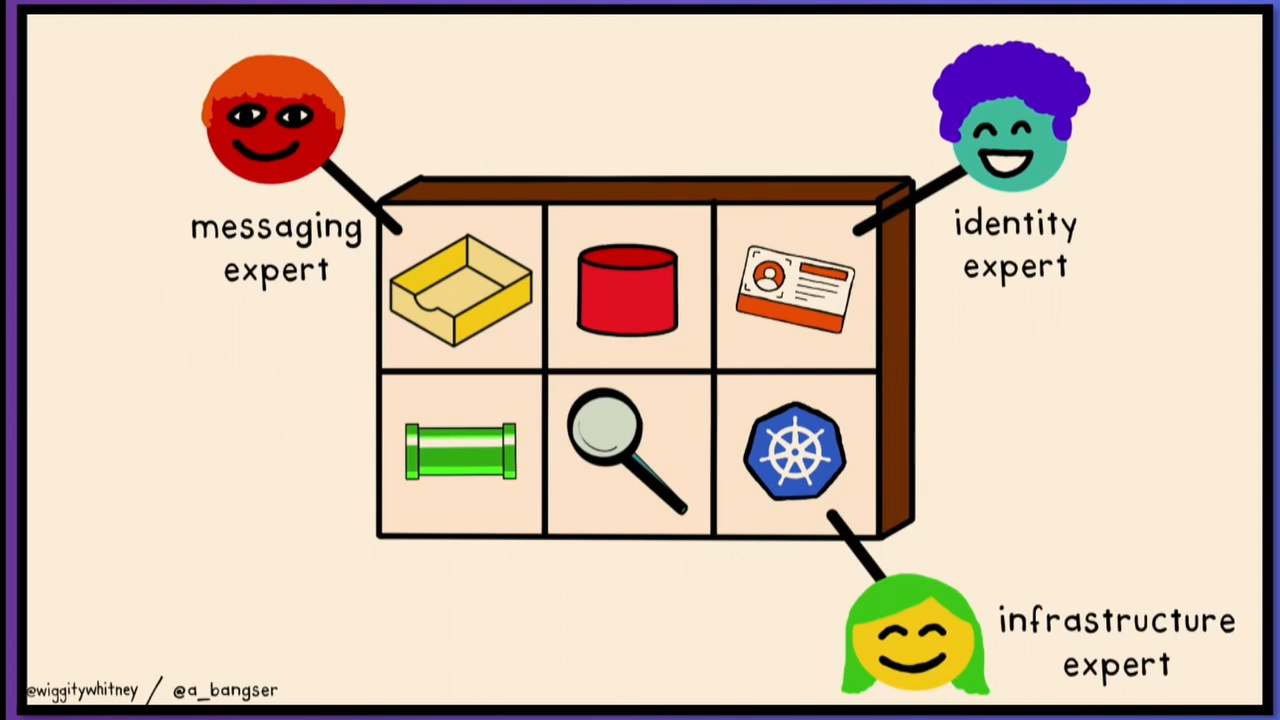 messaging
expert
identity
expert
infrastructure
expert
@wiggitywhitney / @a_bangser